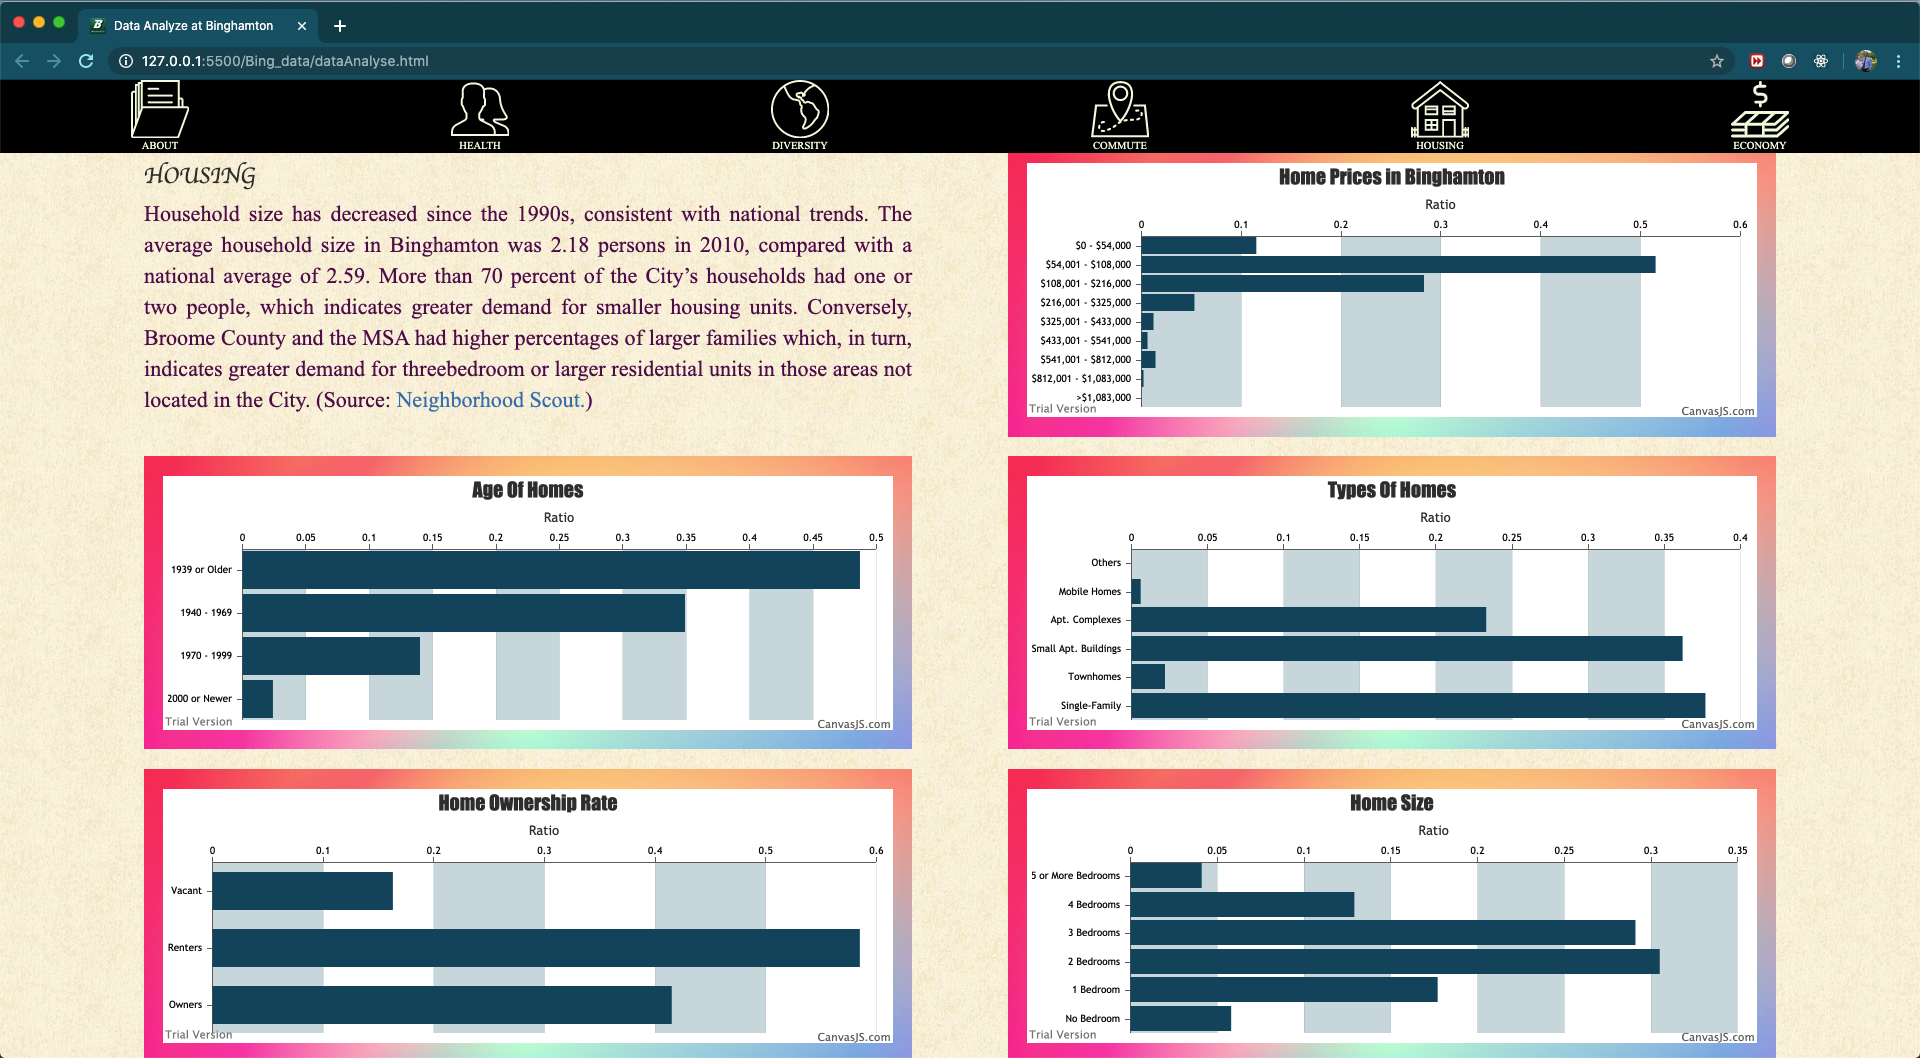 Data Analyze at Binghamton
127.0.0.1:5500/Bing_data/dataAnalyse.html
ABOUT
HEALTH
DIVERSITY
COMMUTE
HOUSING
ECONOMY
HOUSING
Household size has decreased since the 1990s, consistent with national trends. The
average household size in Binghamton was 2.18 persons in 2010, compared with a
national average of 2.59. More than 70 percent of the City’s households had one or
two people, which indicates greater demand for smaller housing units. Conversely,
Broome County and the MSA had higher percentages of larger families which, in turn,
indicates greater demand for threebedroom or larger residential units in those areas not
located in the City. (Source: Neighborhood Scout.)
Home Prices in Binghamton
Ratio
0 0.1 0.2 0.3 0.4 0.5 0.6
$0 - $54,000
$54,001 - $108,000
$108,001 - $216,000
$216,001 - $325,000
$325,001 - $433,000
$433,001 - $541,000
$541,001 - $812,000
$812,001 - $1,083,000
>$1,083,000
Trial Version
CanvasJS.com
Age Of Homes
Ratio
0 0.05 0.1 0.15 0.2 0.25 0.3 0.35 0.4 0.45 0.5
1939 or Older
1940 - 1969
1970 - 1999
2000 or Newer
Trial Version
CanvasJS.com
Types Of Homes
Ratio
0 0.05 0.1 0.15 0.2 0.25 0.3 0.35 0.4
Others
Mobile Homes
Apt. Complexes
Small Apt. Buildings
Townhomes
Single-Family
Trial Version
CanvasJS.com
Home Ownership Rate
Ratio
0 0.1 0.2 0.3 0.4 0.5 0.6
Vacant
Renters
Owners
Trial Version
CanvasJS.com
Home Size
Ratio
0 0.05 0.1 0.15 0.2 0.25 0.3 0.35
5 or More Bedrooms
4 Bedrooms
3 Bedrooms
2 Bedrooms
1 Bedroom
No Bedroom
Trial Version
CanvasJS.com